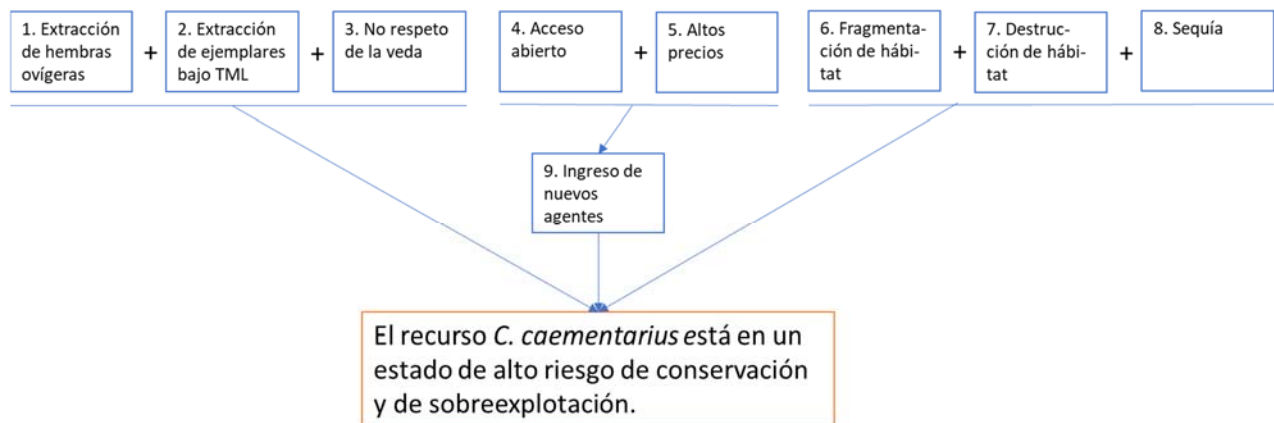 1. Extracción
de hembras
ovígeras
+
2. Extracción
de ejemplares
bajo TML
+
3. No respeto
de la veda
4. Acceso
abierto
+
5. Altos
precios
6. Fragmenta-
ción de hábi-
tat
+
7. Destruc-
ción de hábi-
tat
+
8. Sequía
9. Ingreso de
nuevos
agentes
El recurso C. caementarius está en un
estado de alto riesgo de conservación
y de sobreexplotación.